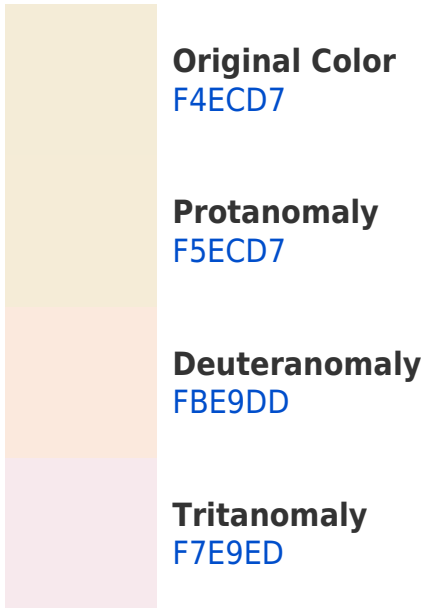 Original Color
F4ECD7
Protanomaly
F5ECD7
Deuteranomaly
FBE9DD
Tritanomaly
F7E9ED